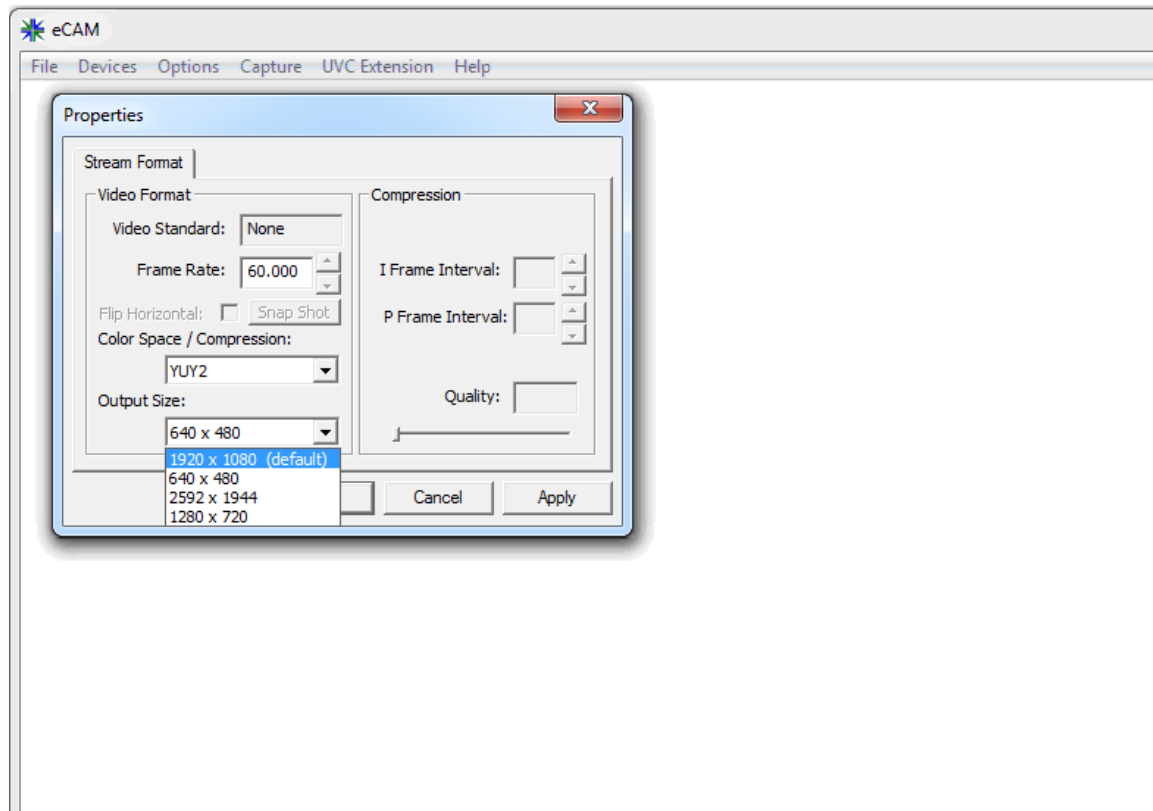 eCAM
File Devices Options Capture UVC Extension Help
Properties
X
Stream Format
Video Format
Video Standard: None
Frame Rate: 60.000
Flip Horizontal: Snap Shot
Color Space / Compression:
YUY2
Output Size:
640 x 480
1920 x 1080 (default)
640 x 480
2592 x 1944
1280 x 720
Compression
I Frame Interval:
P Frame Interval:
Quality:
Cancel Apply